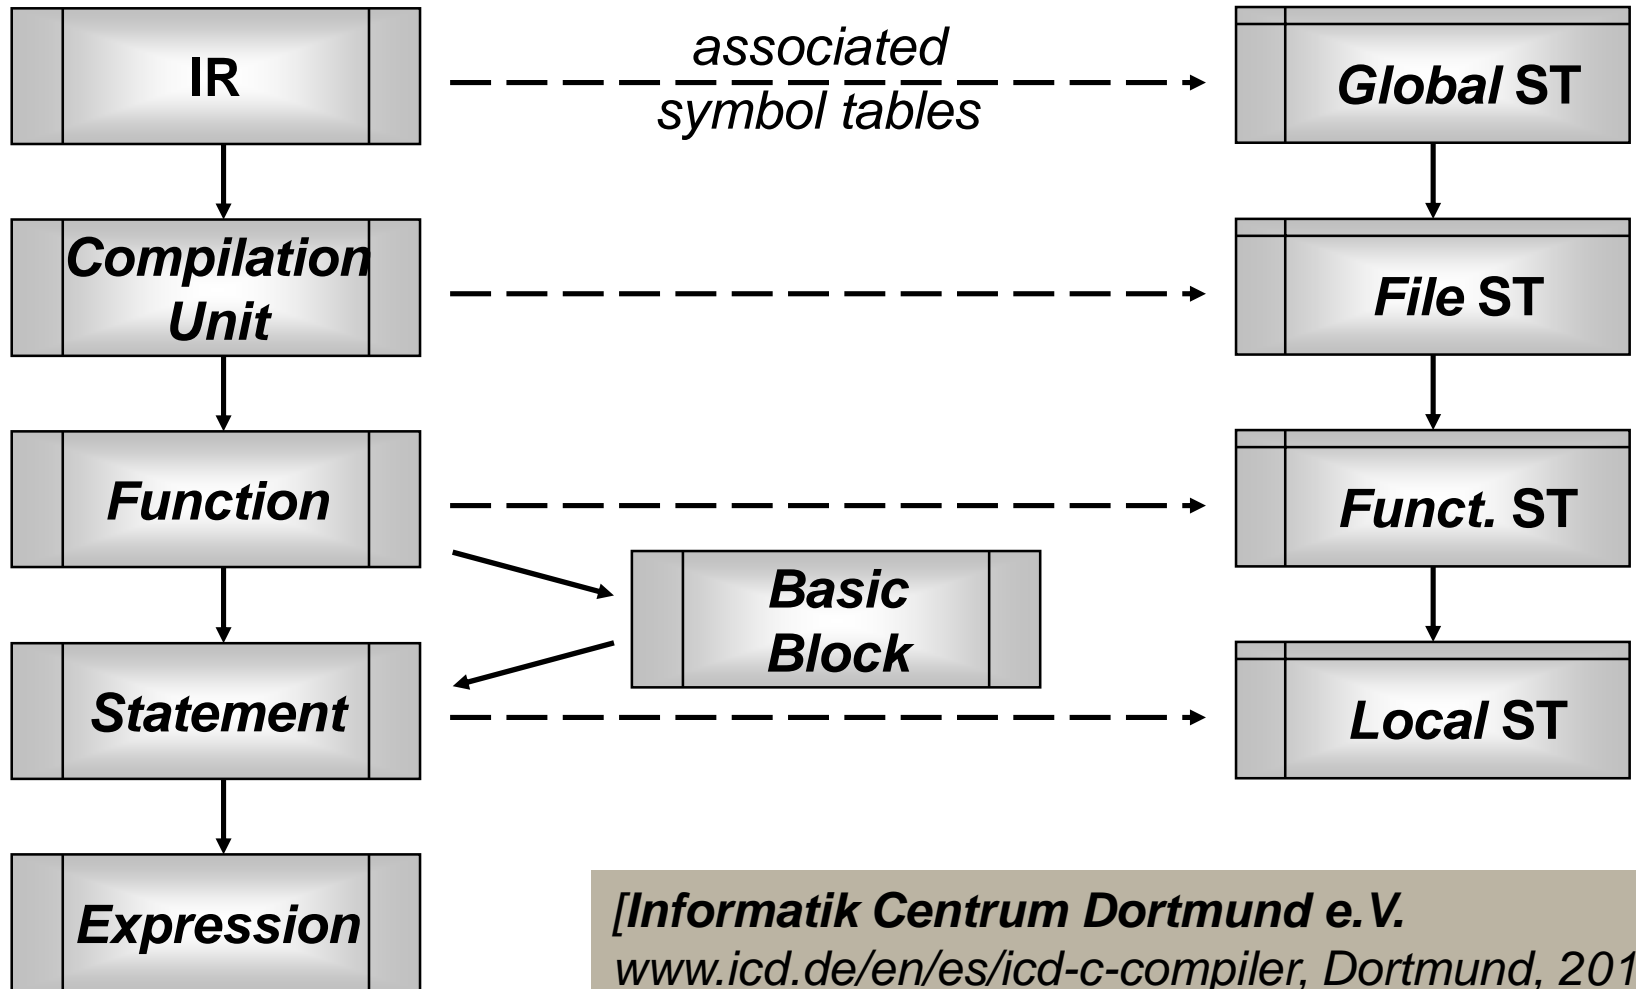 IR
associated
symbol tables
Global ST
Compilation
Unit
File ST
Function
Funct. ST
Basic
Block
Statement
Local ST
Expression
[Informatik Centrum Dortmund e.V.
www.icd.de/en/es/icd-c-compiler, Dortmund,